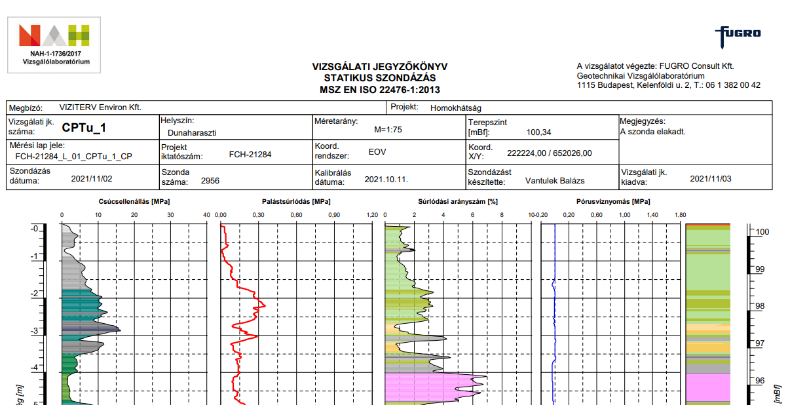 NAH
NAH-1-1736/2017
Vizsgálólaboratórium
FUGRO
VIZSGÁLATI JEGYZŐKÖNYV
STATIKUS SZONDÁZÁS
MSZ EN ISO 22476-1:2013
A vizsgálatot végezte: FUGRO Consult Kft.
Geotechnikai Vizsgálólaboratórium
1115 Budapest, Kelenföldi u. 2, T.: 06 1 382 00 42
Megbízó: VIZITERV Environ Kft. Projekt: Homokhátság
Vizsgálati jk. száma: CPTu_1 Helyszín: Dunaharaszti Méretarány: M=1:75 Terepszint [mBf]: 100,34 Megjegyzés: A szonda elakadt.
Mérési lap jele: FCH-21284_L_01_CPTu_1_CP Projekt iktatószám: FCH-21284 Koord. rendszer: EOV Koord. X/Y: 222224,00 / 652026,00
Szondázás dátuma: 2021/11/02 Szonda száma: 2956 Kalibrálás dátuma: 2021.10.11. Szondázást készítette: Vantulek Balázs Vizsgálati jk. kiadva: 2021/11/03
Csúcsellenállás [MPa] Palástsúrlódás [MPa] Súrlódási arányszám [%] Pórusvíznyomás [MPa]
0 10 20 30 40 0.00 0.30 0.60 0.90 1.20 0 2 4 6 8 10 -0.20 0.20 0.60 1.00 1.40 1.80
-0
-1
-2
-3
-4
100
99
98
97
96
[m]
[mBf]